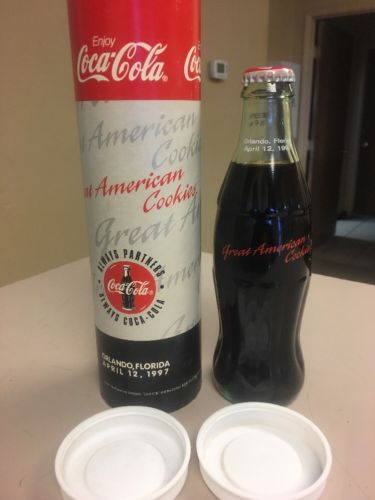 Enjoy
Coca-Cola
Great American
Cookies
Great American
Cookies
Great
ALWAYS PARTNERS
Coca-Cola
ALWAYS COCA-COLA
ORLANDO, FLORIDA
APRIL 12, 1997
Orlando,
April 12, 199
Great American
Cookies